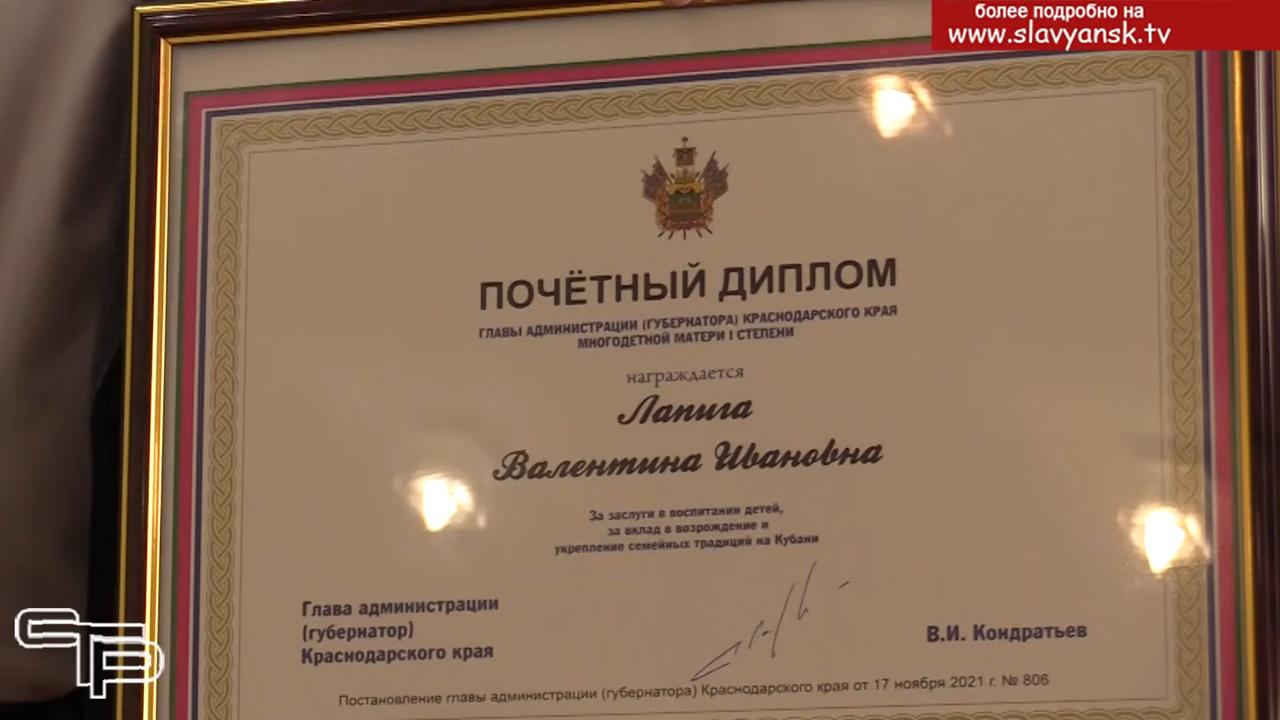 более подробно на
www.slavyansk.tv
ПОЧЁТНЫЙ ДИПЛОМ
ГЛАВЫ АДМИНИСТРАЦИИ (ГУБЕРНАТОРА) КРАСНОДАРСКОГО КРАЯ
МНОГОДЕТНОЙ МАТЕРИ I СТЕПЕНИ
награждается
Лапига
Валентина Ивановна
За заслуги в воспитании детей,
за вклад в возрождение и
укрепление семейных традиций на Кубани
Глава администрации
(губернатор)
Краснодарского края
В.И. Кондратьев
Постановление главы администрации (губернатора) Краснодарского края от 17 ноября 2021 г. № 806
СТР